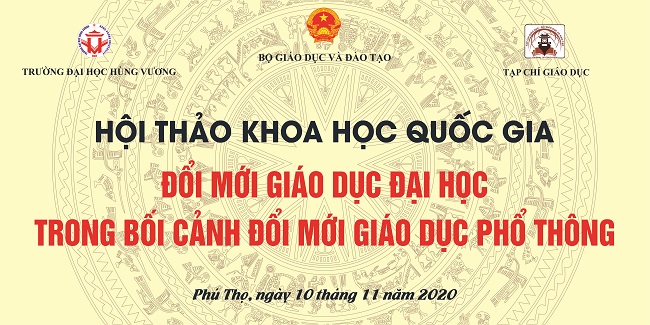 TRƯỜNG ĐẠI HỌC HÙNG VƯƠNG
BỘ GIÁO DỤC VÀ ĐÀO TẠO
TẠP CHÍ GIÁO DỤC
HỘI THẢO KHOA HỌC QUỐC GIA
ĐỔI MỚI GIÁO DỤC ĐẠI HỌC
TRONG BỐI CẢNH ĐỔI MỚI GIÁO DỤC PHỔ THÔNG
Phú Thọ, ngày 10 tháng 11 năm 2020